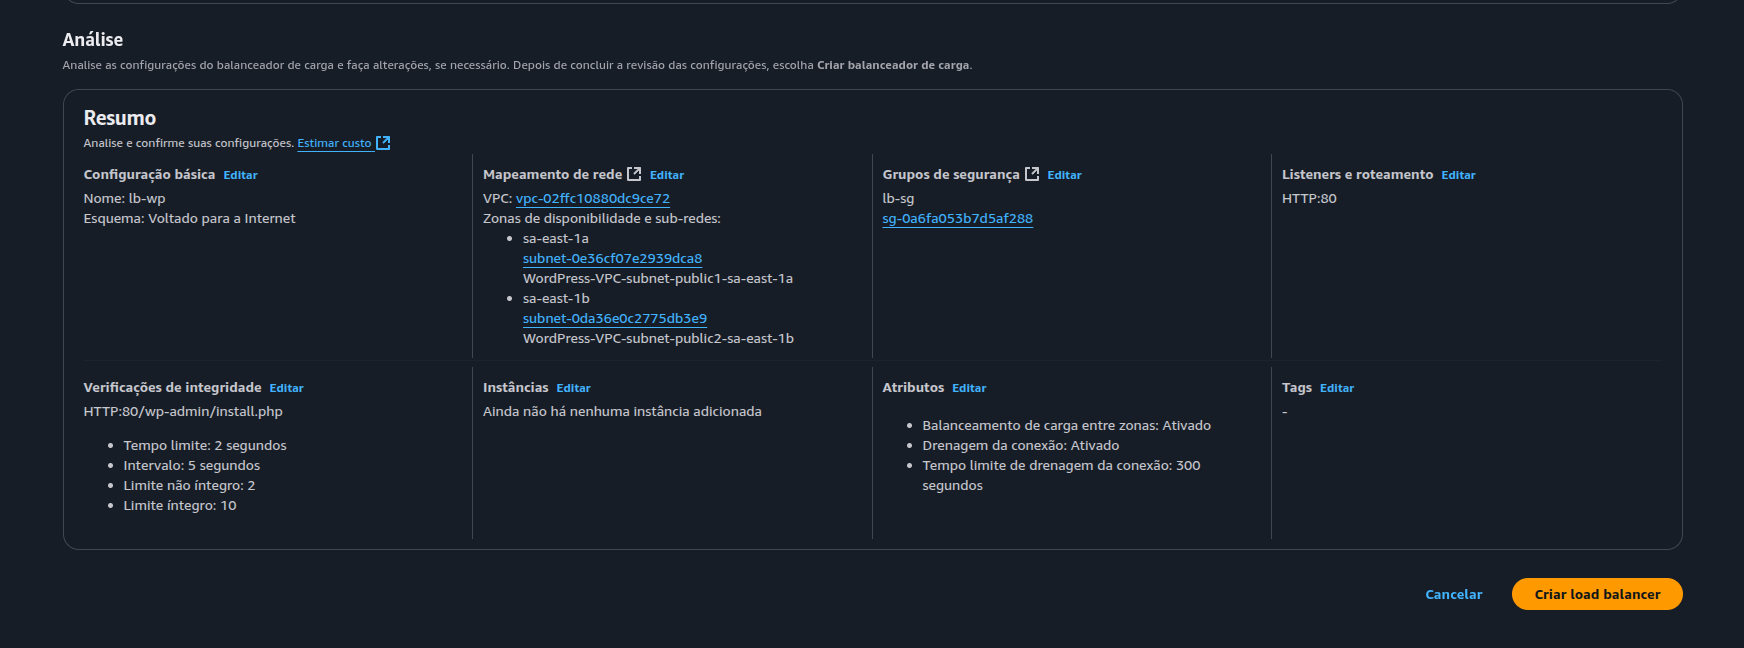 Análise
Analise as configurações do balanceador de carga e faça alterações, se necessário. Depois de concluir a revisão das configurações, escolha Criar balanceador de carga.
Resumo
Analise e confirme suas configurações. Estimar custo
Configuração básica Editar
Nome: lb-wp
Esquema: Voltado para a Internet
Mapeamento de rede Editar
VPC: vpc-02ffc10880dc9ce72
Zonas de disponibilidade e sub-redes:
sa-east-1a
subnet-0e36cf07e2939dca8
WordPress-VPC-subnet-public1-sa-east-1a
sa-east-1b
subnet-0da36e0c2775db3e9
WordPress-VPC-subnet-public2-sa-east-1b
Grupos de segurança Editar
lb-sg
sg-0a6fa053b7d5af288
Listeners e roteamento Editar
HTTP:80
Verificações de integridade Editar
HTTP:80/wp-admin/install.php
Tempo limite: 2 segundos
Intervalo: 5 segundos
Limite não íntegro: 2
Limite íntegro: 10
Instâncias Editar
Ainda não há nenhuma instância adicionada
Atributos Editar
Balanceamento de carga entre zonas: Ativado
Drenagem da conexão: Ativado
Tempo limite de drenagem da conexão: 300
segundos
Tags Editar
-
Cancelar
Criar load balancer